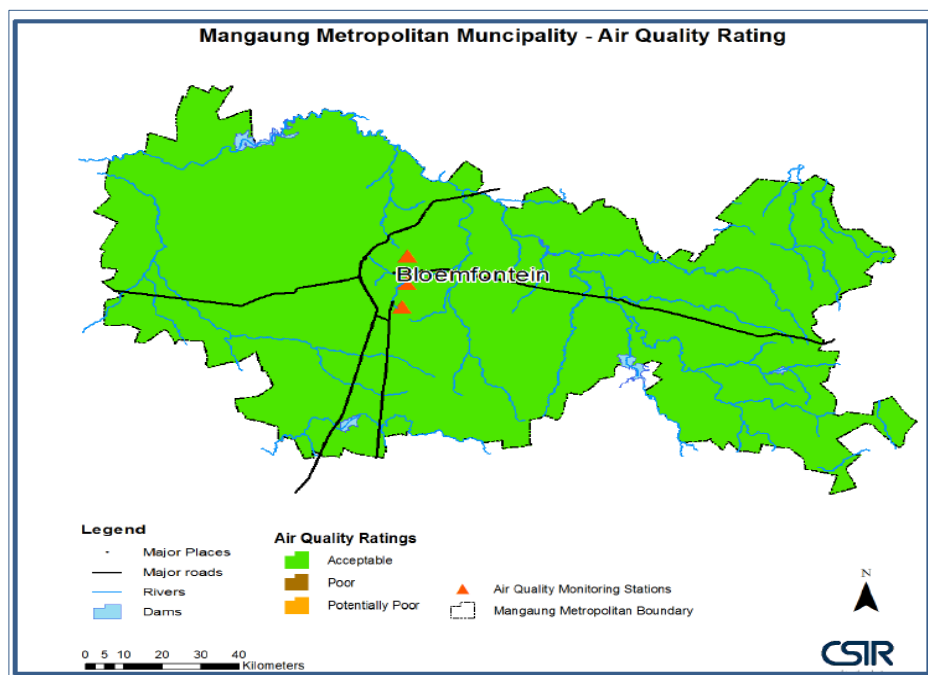 Mangaung Metropolitan Muncipality - Air Quality Rating
Bloemfontein
Legend
Major Places
Major roads
Rivers
Dams
Air Quality Ratings
Acceptable
Poor
Potentially Poor
Air Quality Monitoring Stations
Mangaung Metropolitan Boundary
N
0 5 10 20 30 40
Kilometers
CSIR